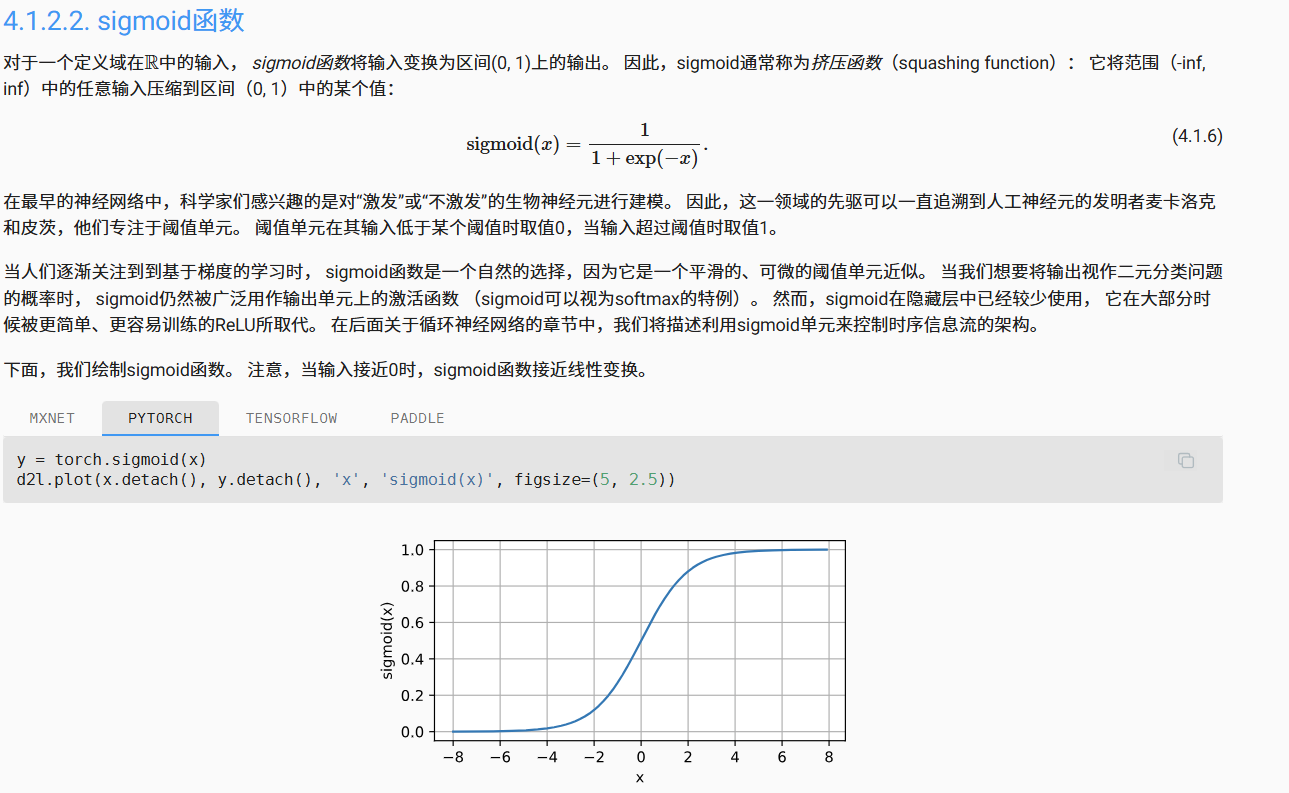 4.1.2.2. sigmoid函数
对于一个定义域在ℝ中的输入， sigmoid函数将输入变换为区间(0, 1)上的输出。 因此，sigmoid通常称为挤压函数（squashing function）： 它将范围（-inf,
inf）中的任意输入压缩到区间（0, 1）中的某个值：
sigmoid(x) = 1 / (1 + exp(−x)) .
(4.1.6)
在最早的神经网络中，科学家们感兴趣的是对“激发”或“不激发”的生物神经元进行建模。 因此，这一领域的先驱可以一直追溯到人工神经元的发明者麦卡洛克
和皮茨，他们专注于阈值单元。 阈值单元在其输入低于某个阈值时取值0，当输入超过阈值时取值1。
当人们逐渐关注到到基于梯度的学习时， sigmoid函数是一个自然的选择，因为它是一个平滑的、可微的阈值单元近似。 当我们想要将输出视作二元分类问题
的概率时， sigmoid仍然被广泛用作输出单元上的激活函数 （sigmoid可以视为softmax的特例）。 然而，sigmoid在隐藏层中已经较少使用， 它在大部分时
候被更简单、更容易训练的ReLU所取代。 在后面关于循环神经网络的章节中，我们将描述利用sigmoid单元来控制时序信息流的架构。
下面，我们绘制sigmoid函数。 注意，当输入接近0时，sigmoid函数接近线性变换。
MXNET PYTORCH TENSORFLOW PADDLE
y = torch.sigmoid(x)
d2l.plot(x.detach(), y.detach(), 'x', 'sigmoid(x)', figsize=(5, 2.5))
1.0
0.8
0.6
0.4
0.2
0.0
sigmoid(x)
−8 −6 −4 −2 0 2 4 6 8
x